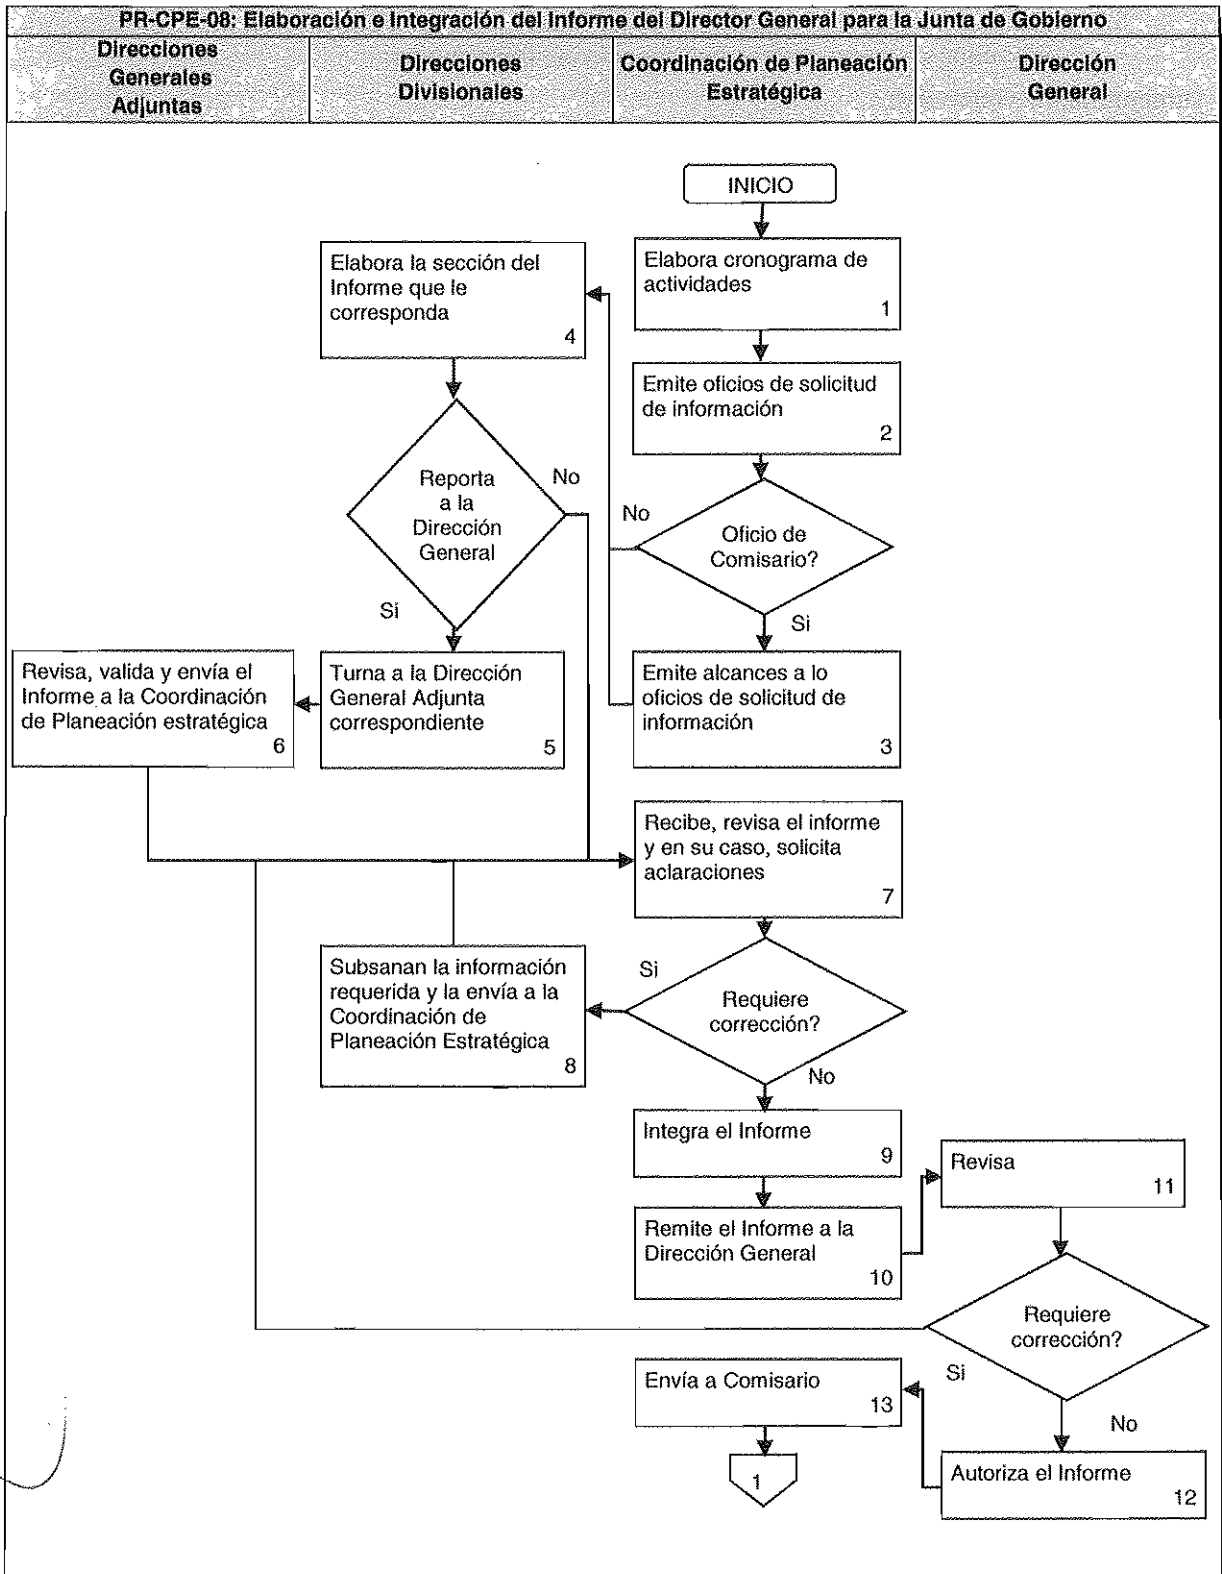 PR-CPE-08: Elaboración e Integración del Informe del Director General para la Junta de Gobierno
Direcciones
Generales
Adjuntas
Direcciones
Divisionales
Coordinación de Planeación
Estratégica
Dirección
General
INICIO
Elabora cronograma de
actividades
1
Emite oficios de solicitud
de información
2
Oficio de
Comisario?
No
Si
Emite alcances a lo
oficios de solicitud de
información
3
Elabora la sección del
Informe que le
corresponda
4
Reporta
a la
Dirección
General
No
Si
Turna a la Dirección
General Adjunta
correspondiente
5
Revisa, valida y envía el
Informe a la Coordinación
de Planeación estratégica
6
Recibe, revisa el informe
y en su caso, solicita
aclaraciones
7
Requiere
corrección?
Si
No
Subsanan la información
requerida y la envía a la
Coordinación de
Planeación Estratégica
8
Integra el Informe
9
Remite el Informe a la
Dirección General
10
Revisa
11
Requiere
corrección?
Si
No
Autoriza el Informe
12
Envía a Comisario
13
1